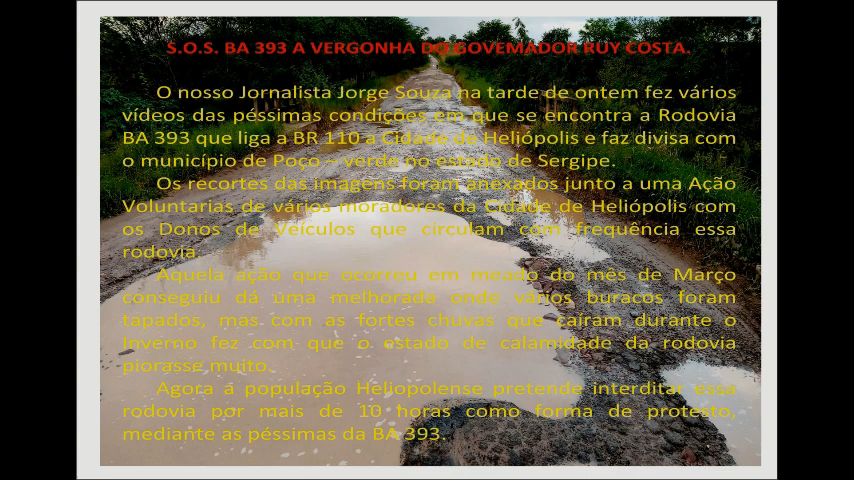 S.O.S. BA 393 A VERGONHA DO GOVEMADOR RUY COSTA.
O nosso Jornalista Jorge Souza na tarde de ontem fez vários
vídeos das péssimas condições em que se encontra a Rodovia
BA 393 que liga a BR 110 a Cidade de Heliópolis e faz divisa com
o município de Poço – verde no estado de Sergipe.
Os recortes das imagens foram anexados junto a uma Ação
Voluntarias de vários moradores da Cidade de Heliópolis com
os Donos de Veículos que circulam com frequência essa
rodovia.
Aquela ação que ocorreu em meado do mês de Março
conseguiu dá uma melhorada onde vários buracos foram
tapados, mas com as fortes chuvas que caíram durante o
Inverno fez com que o estado de calamidade da rodovia
piorasse muito.
Agora á população Heliopolense pretende interditar essa
rodovia por mais de 10 horas como forma de protesto,
mediante as péssimas da BA 393.